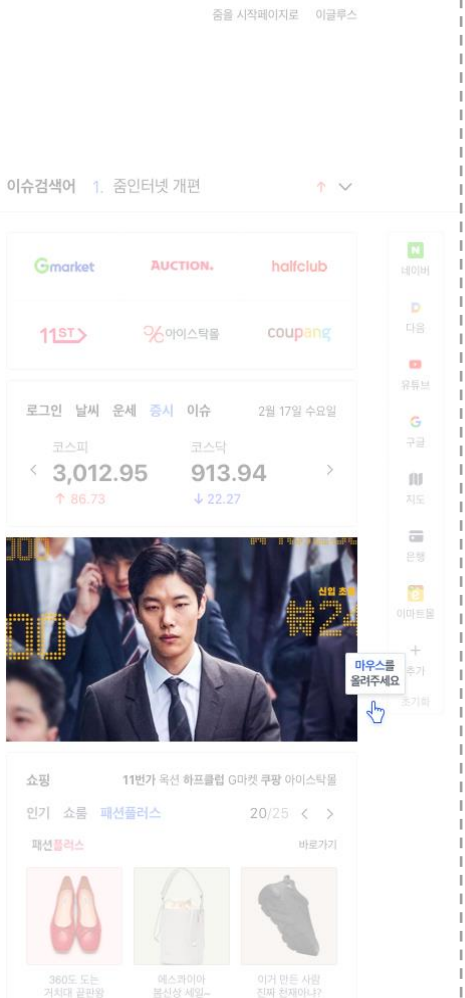 줌을 시작페이지로 이글루스
이슈검색어 1. 줌인터넷 개편
Gmarket AUCTION. halfclub
11ST 아이스탁몰 coupang
네이버
다음
유튜브
구글
지도
은행
이마트몰
추가
초기화
로그인 날씨 운세 증시 이슈 2월 17일 수요일
코스피 코스닥
3,012.95 913.94
↑ 86.73 ↓ 22.27
신입 초
₩2
마우스를
올려주세요
쇼핑 11번가 옥션 하프클럽 G마켓 쿠팡 아이스탁몰
인기 쇼룸 패션플러스 20/25 < >
패션플러스 바로가기
360도 도는 에스콰이아 이거 만든 사람
거치대 끝판왕 봄신상 세일~ 진짜 천재아냐?